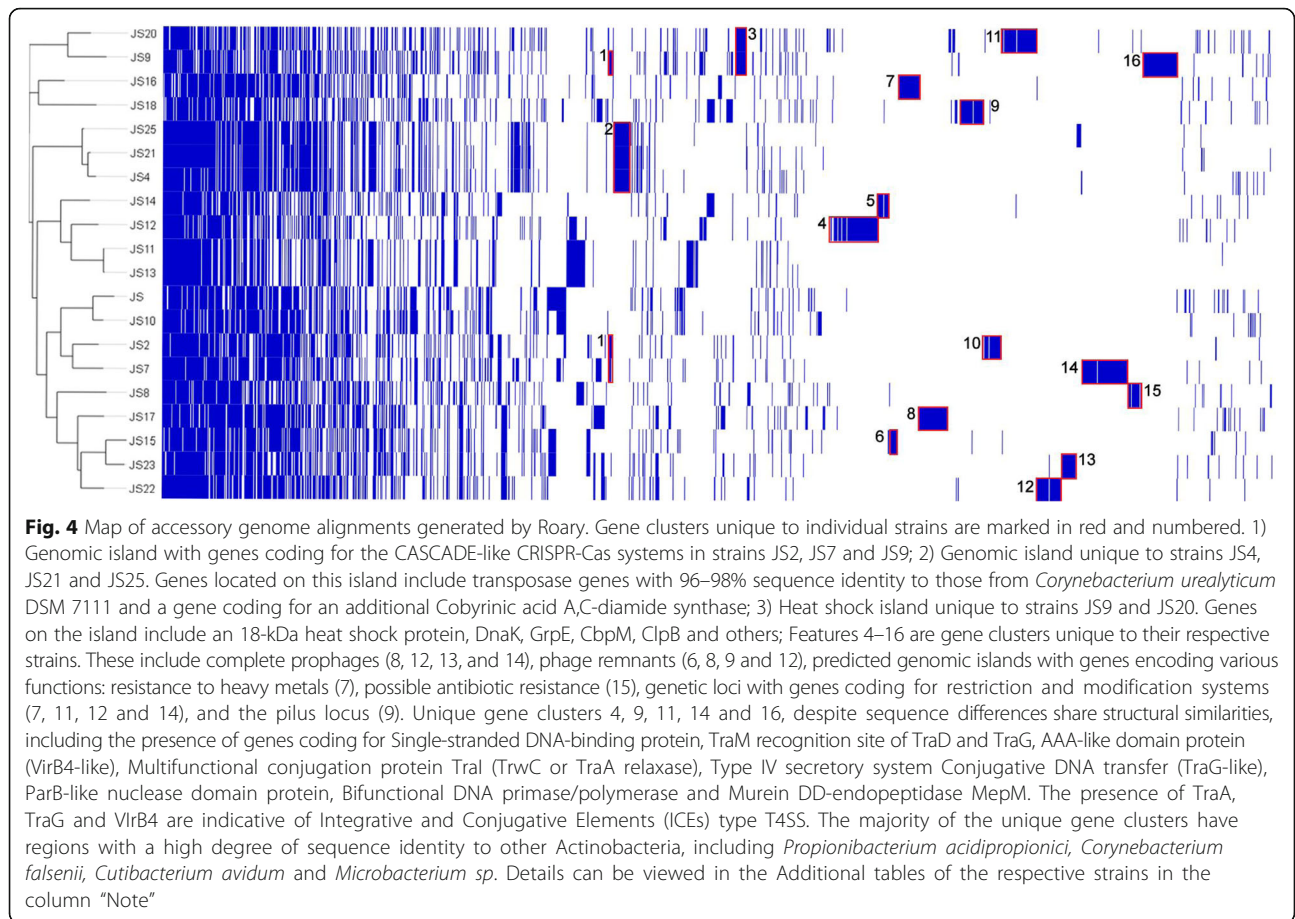 JS20
3
11
JS9
1
16
JS16
7
JS18
9
JS25
2
JS21
JS4
JS14
5
JS12
4
JS11
JS13
JS
JS10
JS2
1
10
JS7
14
JS8
15
JS17
8
JS15
6
JS23
13
JS22
12
Fig. 4 Map of accessory genome alignments generated by Roary. Gene clusters unique to individual strains are marked in red and numbered. 1)
Genomic island with genes coding for the CASCADE-like CRISPR-Cas systems in strains JS2, JS7 and JS9; 2) Genomic island unique to strains JS4,
JS21 and JS25. Genes located on this island include transposase genes with 96–98% sequence identity to those from Corynebacterium urealyticum
DSM 7111 and a gene coding for an additional Cobyrinic acid A,C-diamide synthase; 3) Heat shock island unique to strains JS9 and JS20. Genes
on the island include an 18-kDa heat shock protein, DnaK, GrpE, CbpM, ClpB and others; Features 4–16 are gene clusters unique to their respective
strains. These include complete prophages (8, 12, 13, and 14), phage remnants (6, 8, 9 and 12), predicted genomic islands with genes encoding various
functions: resistance to heavy metals (7), possible antibiotic resistance (15), genetic loci with genes coding for restriction and modification systems
(7, 11, 12 and 14), and the pilus locus (9). Unique gene clusters 4, 9, 11, 14 and 16, despite sequence differences share structural similarities,
including the presence of genes coding for Single-stranded DNA-binding protein, TraM recognition site of TraD and TraG, AAA-like domain protein
(VirB4-like), Multifunctional conjugation protein TraI (TrwC or TraA relaxase), Type IV secretory system Conjugative DNA transfer (TraG-like),
ParB-like nuclease domain protein, Bifunctional DNA primase/polymerase and Murein DD-endopeptidase MepM. The presence of TraA,
TraG and VIrB4 are indicative of Integrative and Conjugative Elements (ICEs) type T4SS. The majority of the unique gene clusters have
regions with a high degree of sequence identity to other Actinobacteria, including Propionibacterium acidipropionici, Corynebacterium
falsenii, Cutibacterium avidum and Microbacterium sp. Details can be viewed in the Additional tables of the respective strains in the
column “Note”